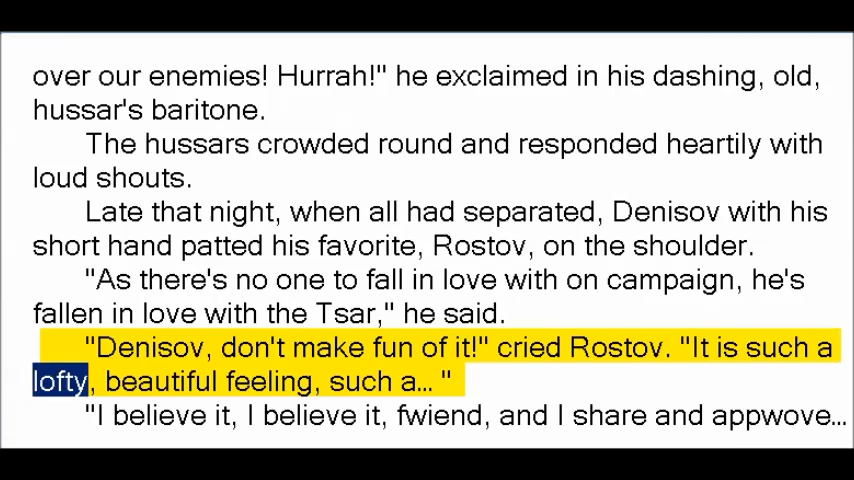 over our enemies! Hurrah!" he exclaimed in his dashing, old,
hussar's baritone.
The hussars crowded round and responded heartily with
loud shouts.
Late that night, when all had separated, Denisov with his
short hand patted his favorite, Rostov, on the shoulder.
"As there's no one to fall in love with on campaign, he's
fallen in love with the Tsar," he said.
"Denisov, don't make fun of it!" cried Rostov. "It is such a
lofty, beautiful feeling, such a... "
"I believe it, I believe it, fwiend, and I share and appwove...